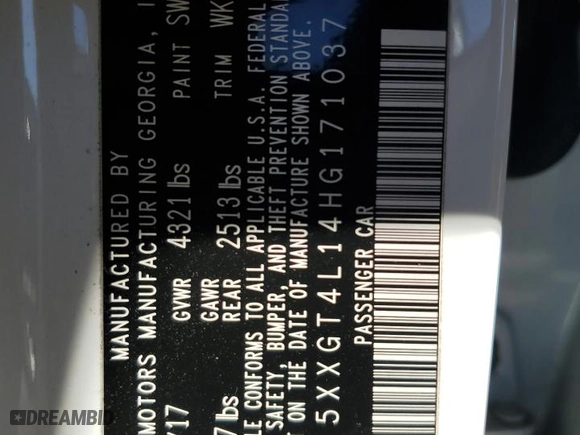 MANUFACTURED BY
MOTORS MANUFACTURING GEORGIA, I
/17 GVWR 4321 lbs PAINT SW
GAWR
7 lbs REAR 2513 lbs TRIM WK
LE CONFORMS TO ALL APPLICABLE U.S.A. FEDERAL
SAFETY, BUMPER, AND THEFT PREVENTION STANDA
T ON THE DATE OF MANUFACTURE SHOWN ABOVE.
5XXGT4L14HG171037
PASSENGER CAR
DREAMBID